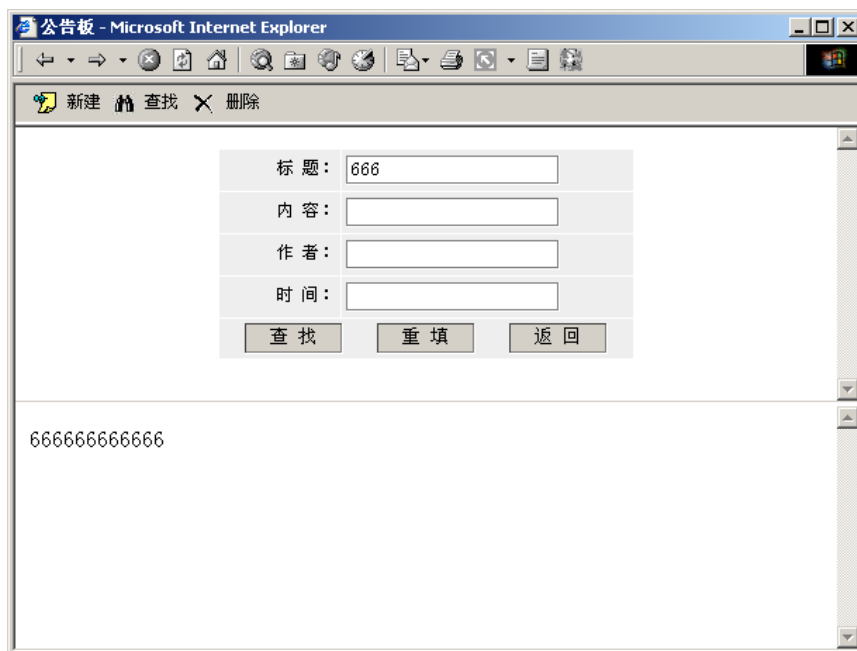 公告板 - Microsoft Internet Explorer
新建 查找 删除
标 题： 666
内 容：
作 者：
时 间：
查 找 重 填 返 回
666666666666